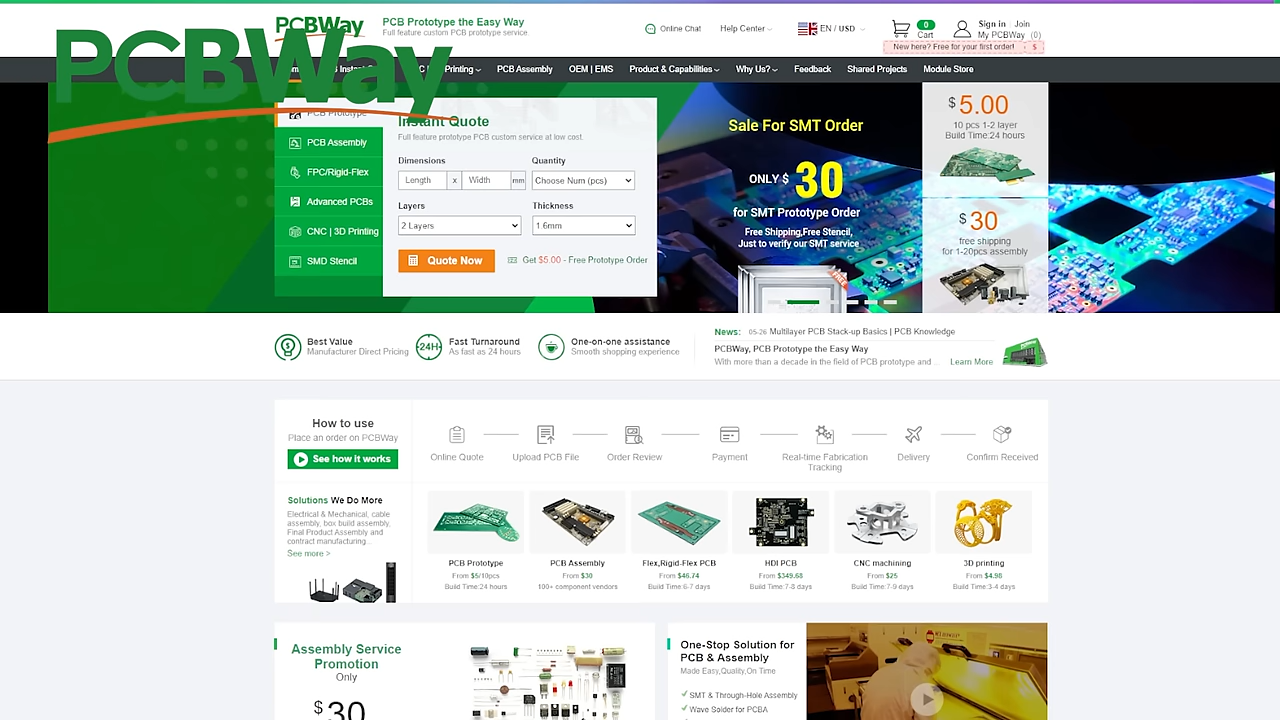 PCBWay
PCB Prototype the Easy Way
Full feature custom PCB prototype service.
Online Chat
Help Center
EN / USD
0
Cart
Sign in
Join
My PCBWay (0)
New here? Free for your first order!
$
PCBWay
Printing
PCB Assembly
OEM | EMS
Product & Capabilities
Why Us?
Feedback
Shared Projects
Module Store
PCB Prototype
PCB Assembly
FPC/Rigid-Flex
Advanced PCBs
CNC | 3D Printing
SMD Stencil
Instant Quote
Full feature prototype PCB custom service at low cost.
Dimensions
Quantity
Length
x
Width
mm
Choose Num (pcs)
Layers
Thickness
2 Layers
1.6mm
Quote Now
Get $5.00 - Free Prototype Order
Sale For SMT Order
ONLY $ 30
for SMT Prototype Order
Free Shipping,Free Stencil,
Just to verify our SMT service
FREE
$ 5.00
10 pcs 1-2 layer
Build Time:24 hours
$ 30
free shipping
for 1-20pcs assembly
Best Value
Manufacturer Direct Pricing
24H
Fast Turnaround
As fast as 24 hours
One-on-one assistance
Smooth shopping experience
News: 05-26 Multilayer PCB Stack-up Basics | PCB Knowledge
PCBWay, PCB Prototype the Easy Way
With more than a decade in the field of PCB prototype and ...
Learn More
How to use
Place an order on PCBWay
See how it works
Online Quote
Upload PCB File
Order Review
Payment
Real-time Fabrication
Tracking
Delivery
Confirm Received
Solutions We Do More
Electrical & Mechanical, cable
assembly, box build assembly,
Final Product Assembly and
contract manufacturing...
See more >
PCB Prototype
From $5/10pcs
Build Time:24 hours
PCB Assembly
From $30
100+ component vendors
Flex,Rigid-Flex PCB
From $46.74
Build Time:6-7 days
HDI PCB
From $349.68
Build Time:7-8 days
CNC machining
From $25
Build Time:7-9 days
3D printing
From $4.98
Build Time:3-4 days
Assembly Service
Promotion
Only
$30
One-Stop Solution for
PCB & Assembly
Made Easy,Quality,On Time
SMT & Through-Hole Assembly
Wave Solder for PCBA